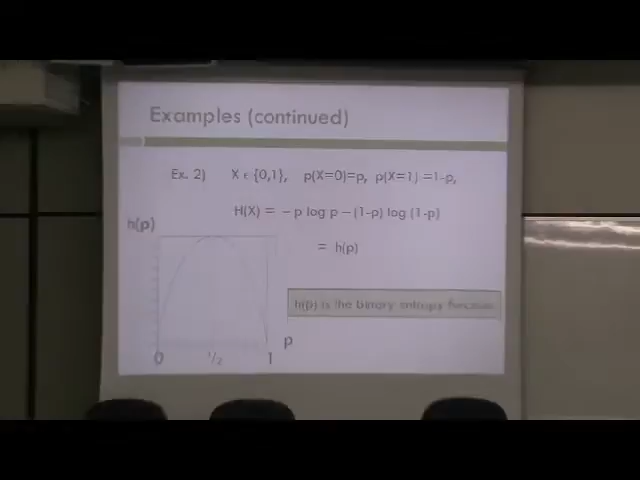 Examples (continued)
Ex. 2) X ϵ {0,1}, p(X=0)=p, p(X=1) =1-p,
H(X) = − p log p − (1-p) log (1-p)
= h(p)
h(p)
h(p) is the binary entropy function
p
0 1/2 1